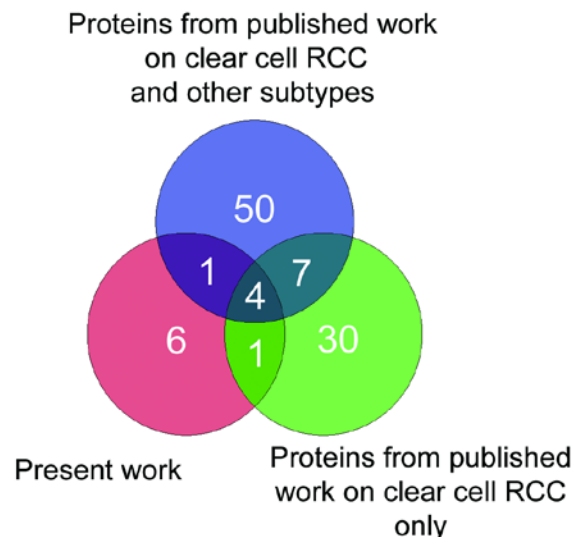 Proteins from published work
on clear cell RCC
and other subtypes
50
1
7
4
6
1
30
Present work
Proteins from published
work on clear cell RCC
only